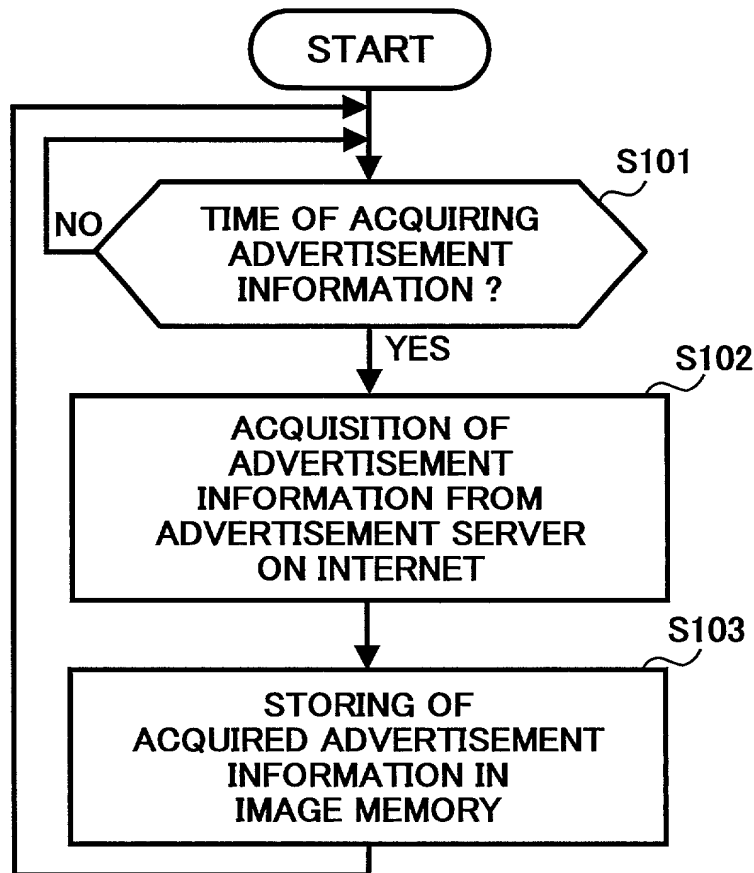 START
S101
NO
TIME OF ACQUIRING
ADVERTISEMENT
INFORMATION ?
YES
S102
ACQUISITION OF
ADVERTISEMENT
INFORMATION FROM
ADVERTISEMENT SERVER
ON INTERNET
S103
STORING OF
ACQUIRED ADVERTISEMENT
INFORMATION IN
IMAGE MEMORY